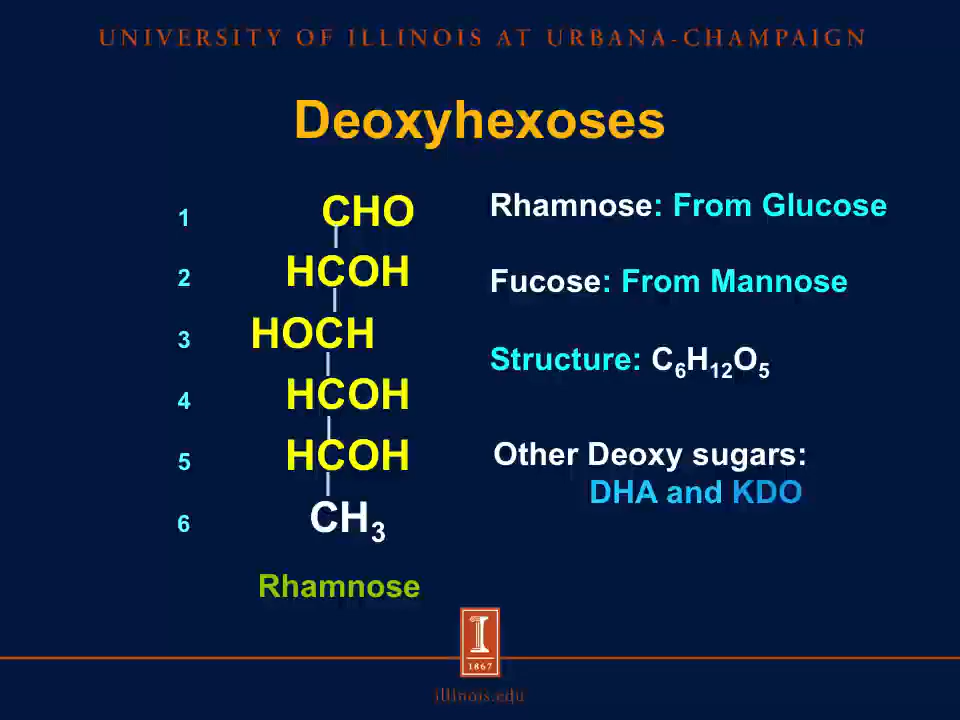 UNIVERSITY OF ILLINOIS AT URBANA-CHAMPAIGN
Deoxyhexoses
1 CHO
2 HCOH
3 HOCH
4 HCOH
5 HCOH
6 CH₃
Rhamnose
Rhamnose: From Glucose
Fucose: From Mannose
Structure: C₆H₁₂O₅
Other Deoxy sugars:
DHA and KDO
I
1867
illinois.edu